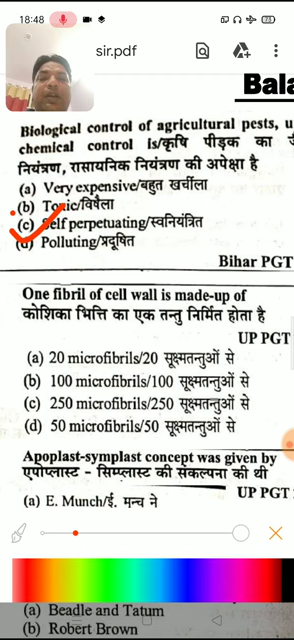 18:48
73
sir.pdf
Bala
Biological control of agricultural pests, u
chemical control is/कृषि पीड़क का
नियंत्रण, रासायनिक नियंत्रण की अपेक्षा है
(a) Very expensive/बहुत खर्चीला
(b) Toxic/विषैला
(c) Self perpetuating/स्वनियंत्रित
(d) Polluting/प्रदूषित
Bihar PGT
One fibril of cell wall is made-up of
कोशिका भित्ति का एक तन्तु निर्मित होता है
UP PGT
(a) 20 microfibrils/20 सूक्ष्मतन्तुओं से
(b) 100 microfibrils/100 सूक्ष्मतन्तुओं से
(c) 250 microfibrils/250 सूक्ष्मतन्तुओं से
(d) 50 microfibrils/50 सूक्ष्मतन्तुओं से
Apoplast-symplast concept was given by
एपोप्लास्ट - सिम्प्लास्ट की संकल्पना की थी
UP PGT
(a) E. Munch/ई. मन्च ने
(a) Beadle and Tatum
(b) Robert Brown